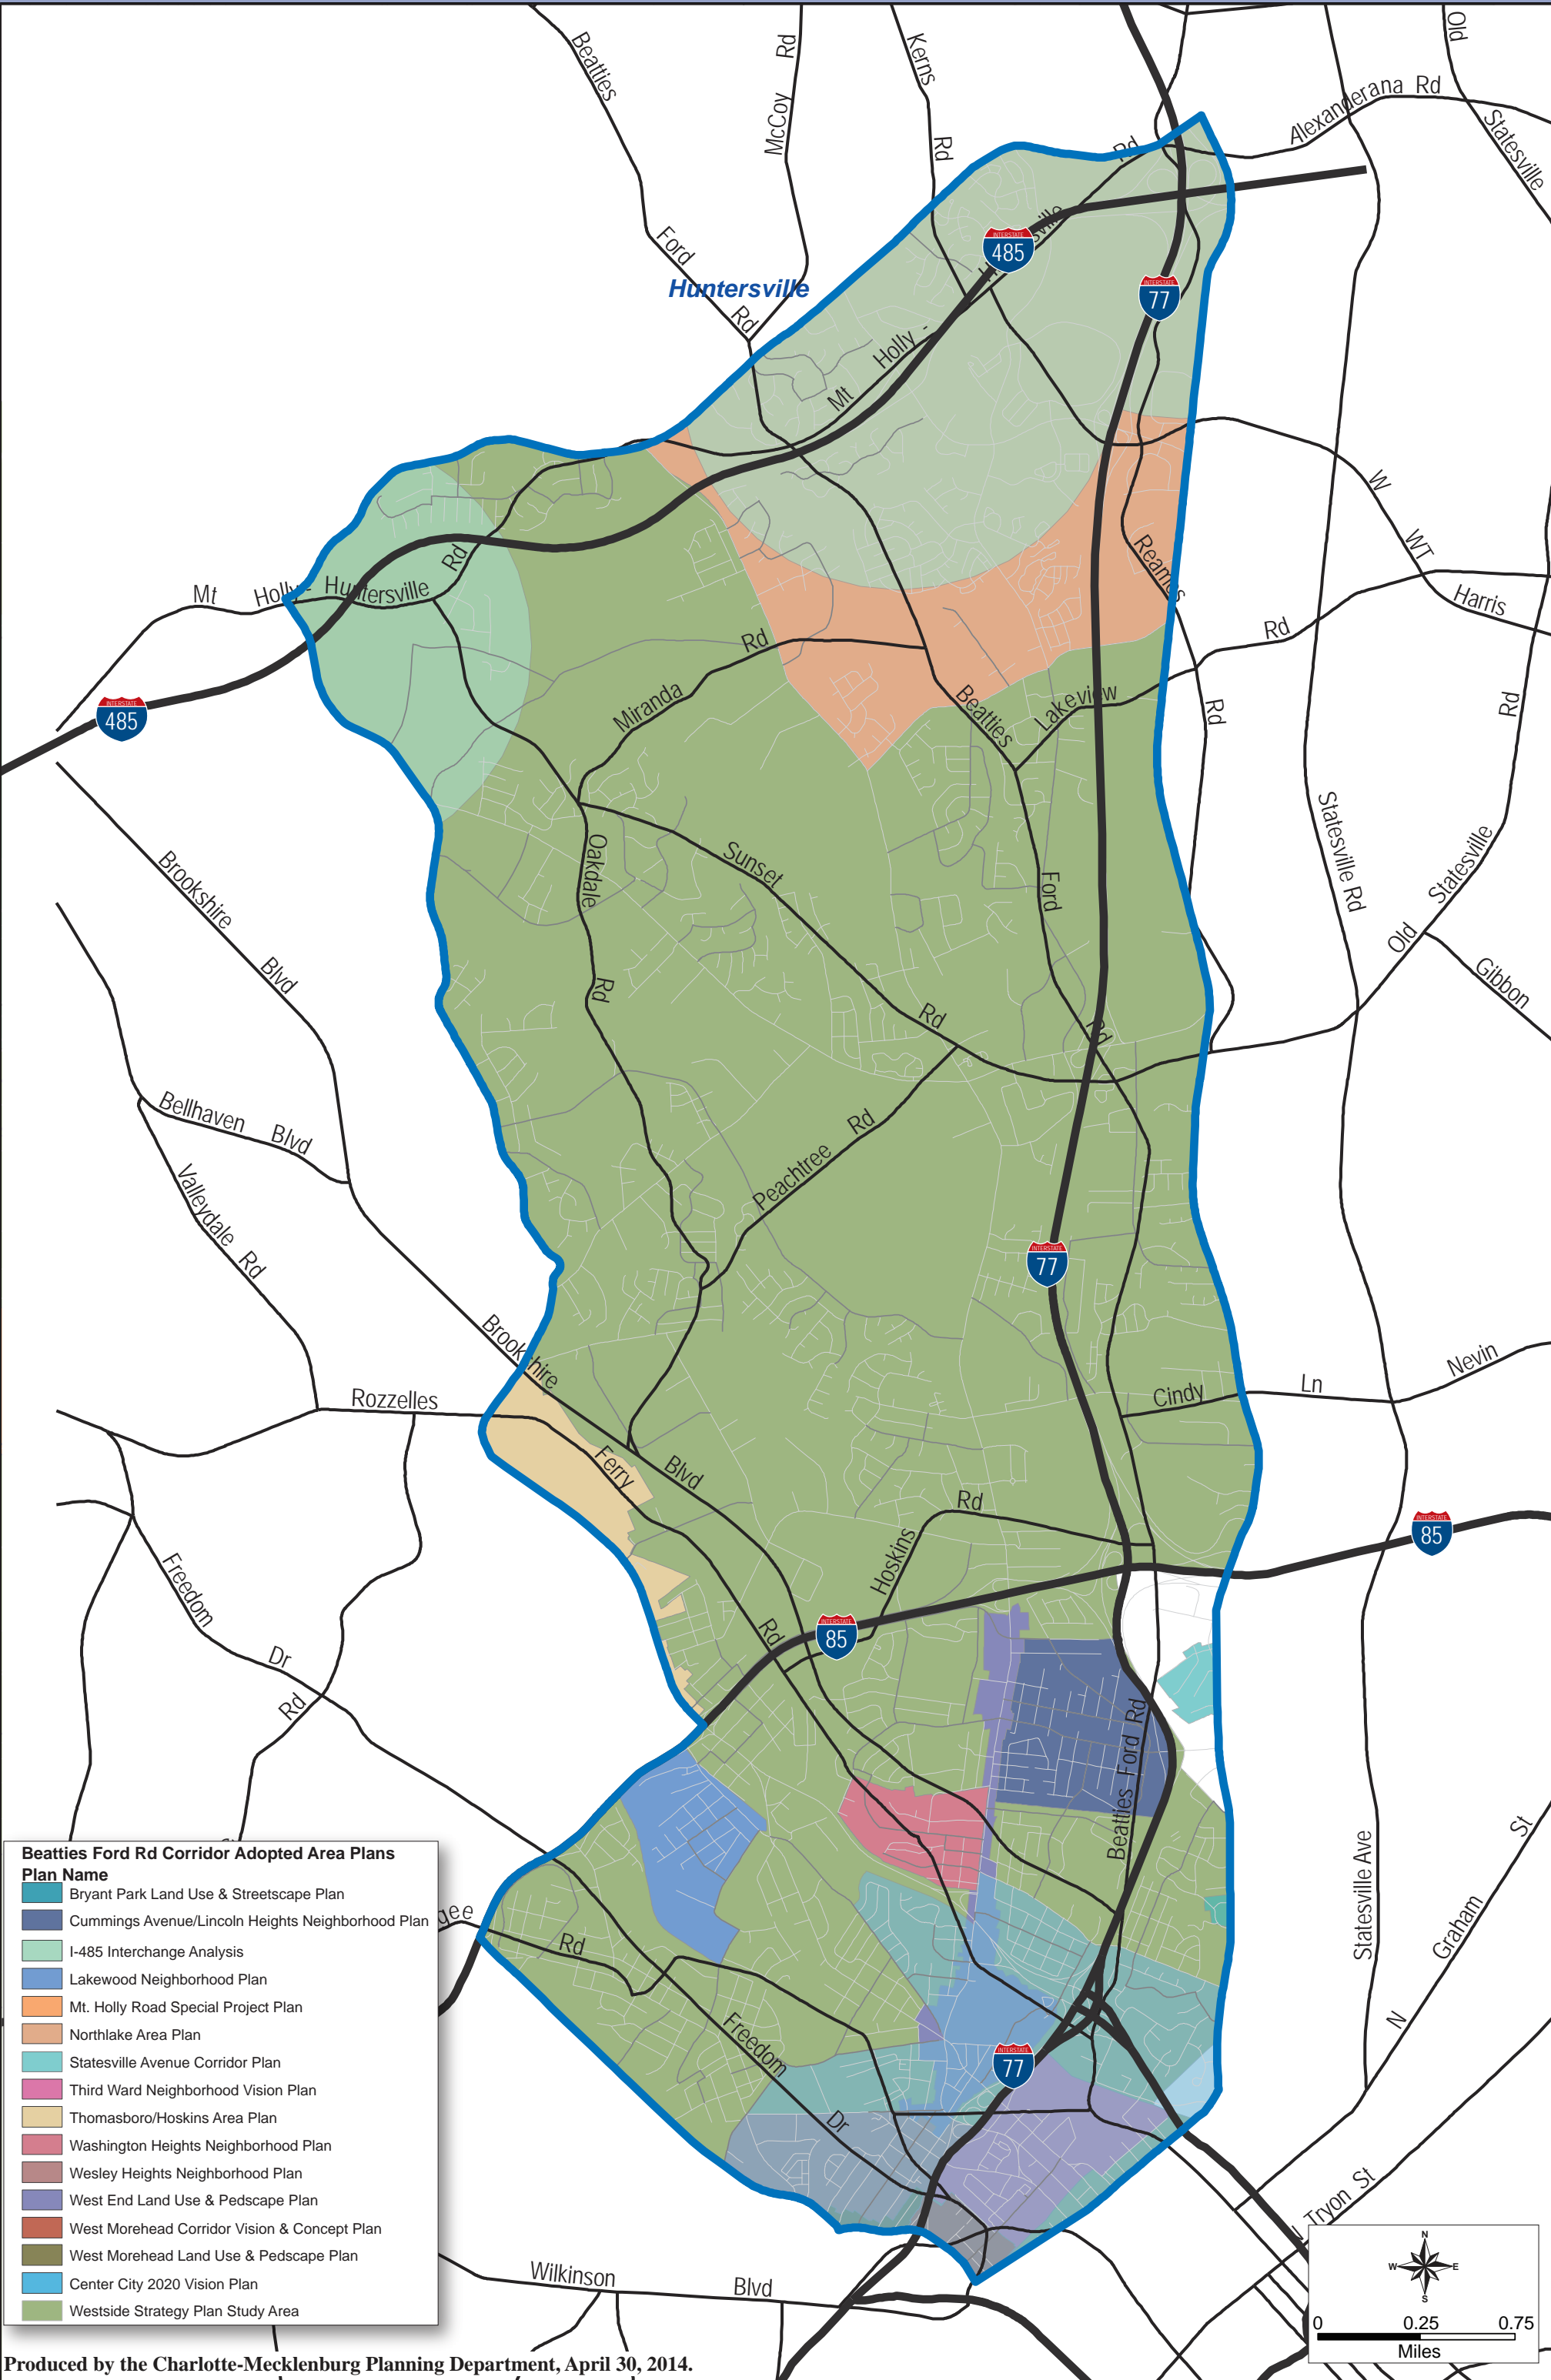 Beatties
Ford
Rd
McCoy
Rd
Kerns
Rd
Old
Statesville
Alexanderana Rd
Rd
Huntersville
INTERSTATE
485
INTERSTATE
77
Mt
Holly -
W
WT
Harris
Reames
Rd
Rd
Mt
Holly -
Huntersville
Rd
INTERSTATE
485
Miranda
Rd
Beatties
Lakeview
Rd
Ford
Rd
Brookshire
Blvd
Oakdale
Rd
Sunset
Rd
Statesville Rd
Old
Statesville
Gibbon
Bellhaven
Blvd
Valleydale
Rd
Peachtree
Rd
INTERSTATE
77
Brookshire
Blvd
Rozzelles
Ferry
Rd
Cindy
Ln
Nevin
Hoskins
Rd
INTERSTATE
85
INTERSTATE
85
Freedom
Dr
Rd
Beatties Ford Rd
Statesville Ave
N
Graham
St
Rd
Freedom
Dr
INTERSTATE
77
Tryon St
Wilkinson
Blvd
Beatties Ford Rd Corridor Adopted Area Plans
Plan Name
Bryant Park Land Use & Streetscape Plan
Cummings Avenue/Lincoln Heights Neighborhood Plan
I-485 Interchange Analysis
Lakewood Neighborhood Plan
Mt. Holly Road Special Project Plan
Northlake Area Plan
Statesville Avenue Corridor Plan
Third Ward Neighborhood Vision Plan
Thomasboro/Hoskins Area Plan
Washington Heights Neighborhood Plan
Wesley Heights Neighborhood Plan
West End Land Use & Pedscape Plan
West Morehead Corridor Vision & Concept Plan
West Morehead Land Use & Pedscape Plan
Center City 2020 Vision Plan
Westside Strategy Plan Study Area
N
W
E
S
0
0.25
0.75
Miles
Produced by the Charlotte-Mecklenburg Planning Department, April 30, 2014.